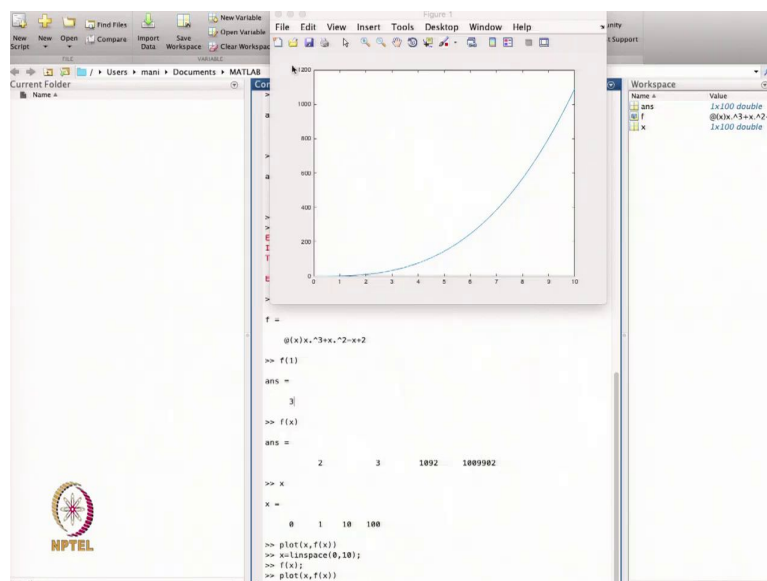 New Variable
Find Files
Open Variable
New Script
New
Open
Compare
Import Data
Save Workspace
Clear Workspac
FILE
VARIABLE
Figure 1
File Edit View Insert Tools Desktop Window Help
unity
t Support
/ ▸ Users ▸ mani ▸ Documents ▸ MATLAB
Current Folder
Name
Workspace
Name Value
ans 1x100 double
f @(x)x.^3+x.^2-
x 1x100 double
1200
1000
800
600
400
200
0
0 1 2 3 4 5 6 7 8 9 10
f =
@(x)x.^3+x.^2-x+2
>> f(1)
ans =
3
>> f(x)
ans =
2 3 1092 1009902
>> x
x =
0 1 10 100
>> plot(x,f(x))
>> x=linspace(0,10);
>> f(x);
>> plot(x,f(x))
NPTEL